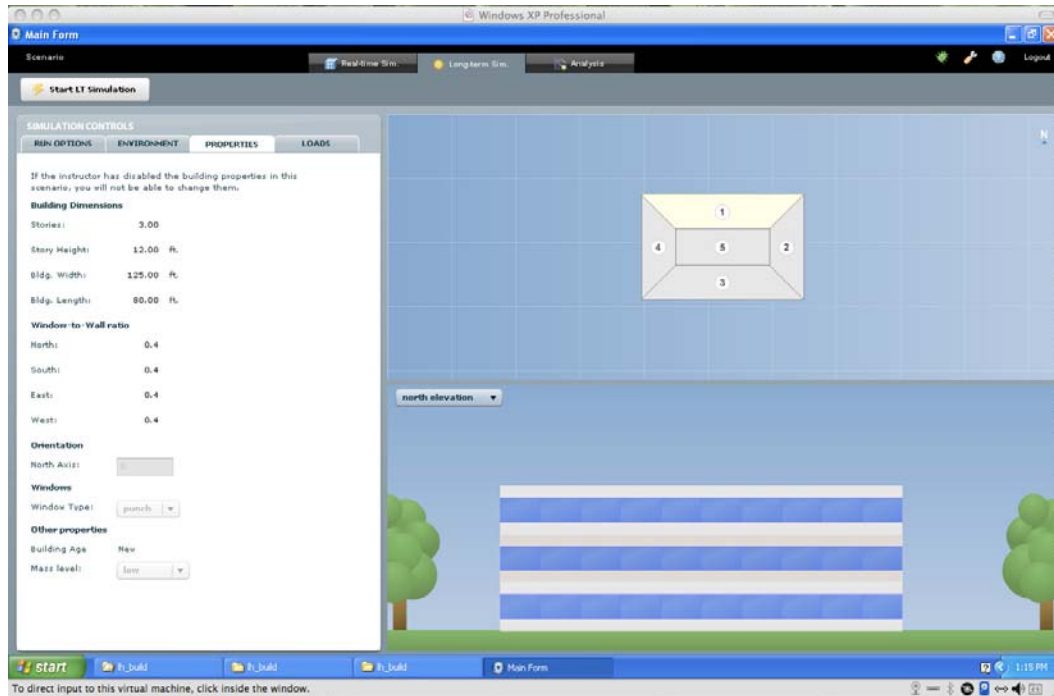 Windows XP Professional
Main Form
Scenario
Real-time Sim.
Long-term Sim.
Analysis
Logout
Start LT Simulation
SIMULATION CONTROLS
RUN OPTIONS
ENVIRONMENT
PROPERTIES
LOADS
N
If the instructor has disabled the building properties in this
scenario, you will not be able to change them.
Building Dimensions
Stories: 3.00
Story Height: 12.00 ft.
Bldg. Width: 125.00 ft.
Bldg. Length: 80.00 ft.
Window-to-Wall ratio
North: 0.4
South: 0.4
East: 0.4
West: 0.4
Orientation
North Axis:
Windows
Window Type: punch
Other properties
Building Age New
Mass level: low
1
4
5
2
3
north elevation
start
lh_build
lh_build
lh_build
Main Form
1:15 PM
To direct input to this virtual machine, click inside the window.